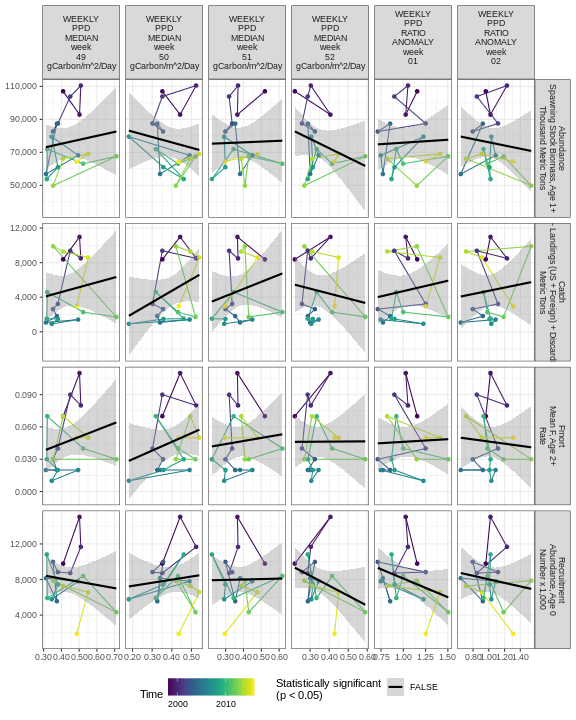 WEEKLY
PPD
MEDIAN
week
49
gCarbon/m^2/Day
WEEKLY
PPD
MEDIAN
week
50
gCarbon/m^2/Day
WEEKLY
PPD
MEDIAN
week
51
gCarbon/m^2/Day
WEEKLY
PPD
MEDIAN
week
52
gCarbon/m^2/Day
WEEKLY
PPD
RATIO
ANOMALY
week
01
WEEKLY
PPD
RATIO
ANOMALY
week
02
110,000
90,000
70,000
50,000
Abundance
Spawning Stock Biomass, Age 1+
Thousand Metric Tons
12,000
8,000
4,000
0
Catch
- Landings (US + Foreign) + Discard
Metric Tons
0.090
0.060
0.030
0.000
Fmort
Mean F, Age 2+
Rate
12,000
8,000
4,000
Recruitment
Abundance, Age 0
Number x 1,000
0.30 0.40 0.50 0.60 0.70
0.20 0.30 0.40 0.50
0.20 0.30 0.40 0.50 0.60
0.20 0.30 0.40 0.50 0.60
0.75 1.00 1.25 1.50
0.80 1.00 1.20 1.40
Time
2000 2010
Statistically significant
(p < 0.05)
FALSE